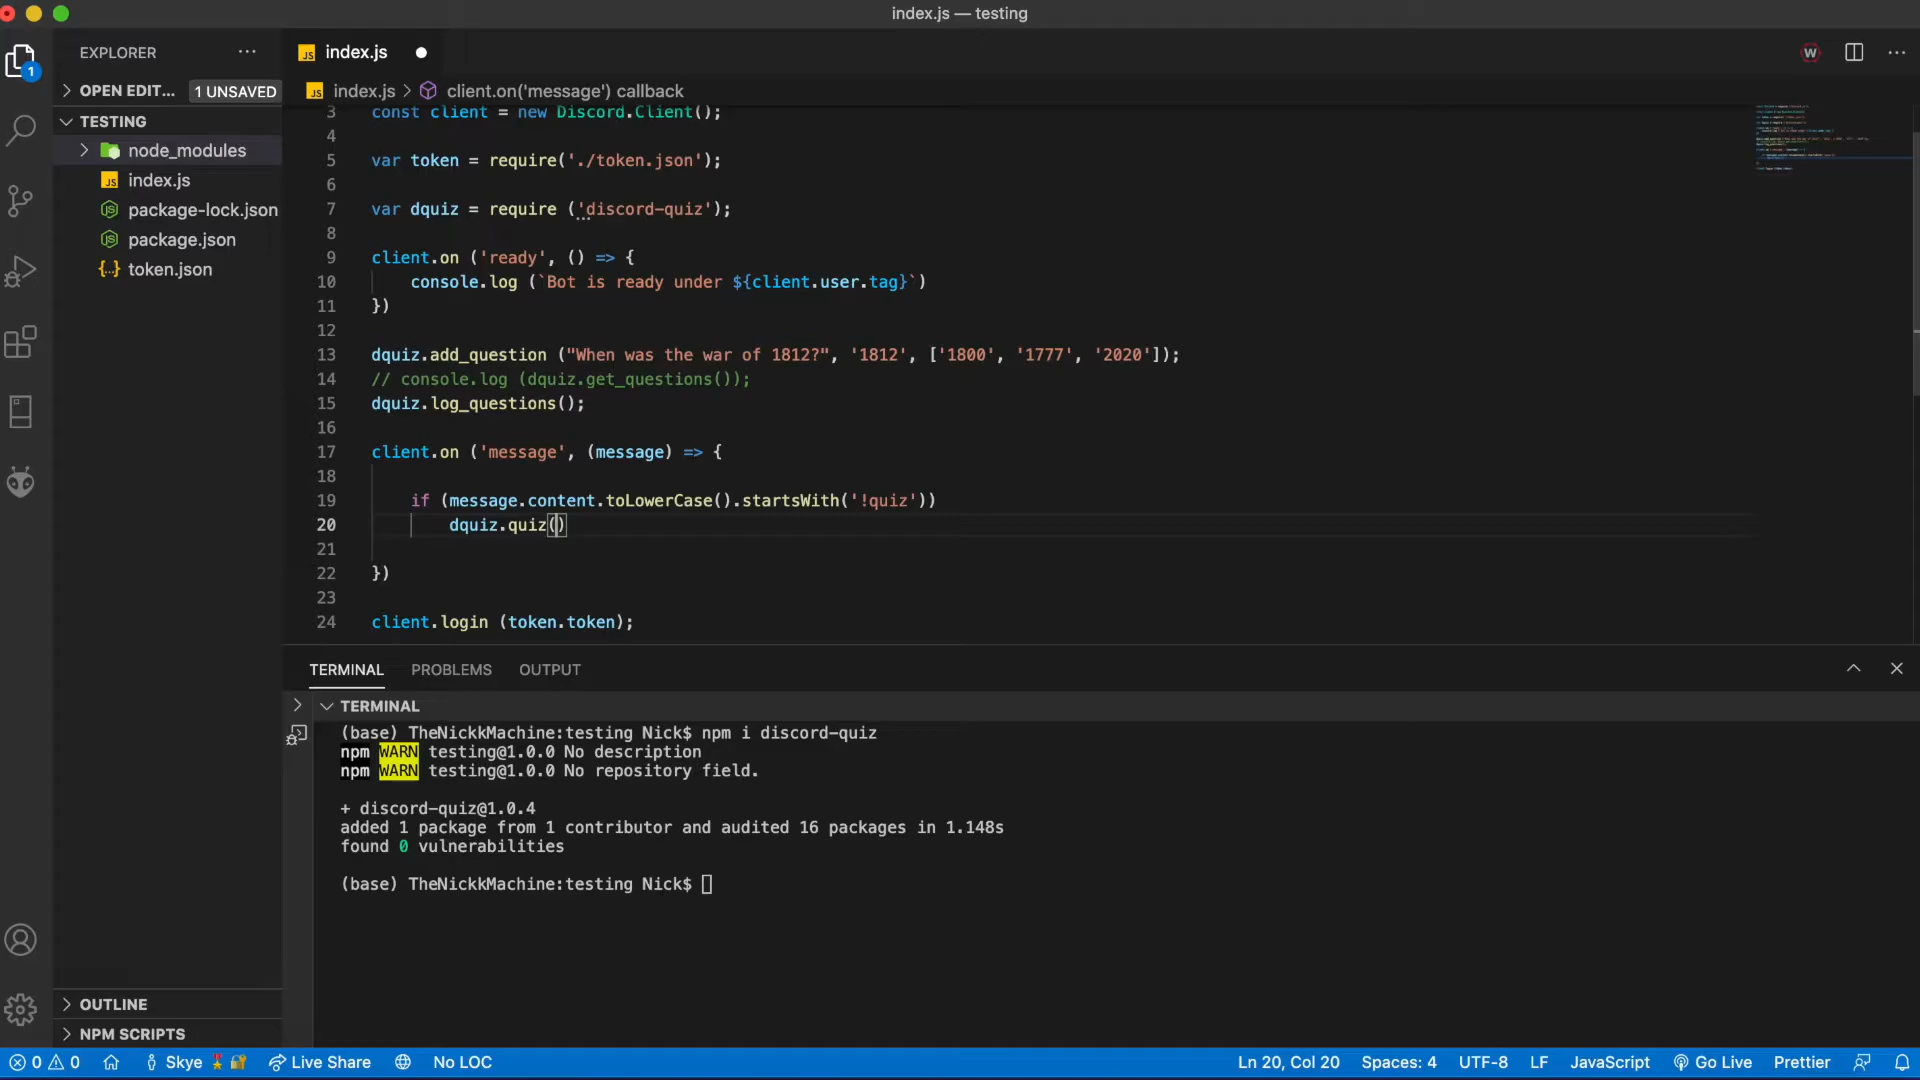 index.js — testing
EXPLORER
index.js
W
OPEN EDIT... 1 UNSAVED
index.js > client.on('message') callback
TESTING
node_modules
index.js
package-lock.json
package.json
token.json
1
3 const client = new Discord.Client();
4
5 var token = require('./token.json');
6
7 var dquiz = require ('discord-quiz');
8
9 client.on ('ready', () => {
10 console.log (`Bot is ready under ${client.user.tag}`)
11 })
12
13 dquiz.add_question ("When was the war of 1812?", '1812', ['1800', '1777', '2020']);
14 // console.log (dquiz.get_questions());
15 dquiz.log_questions();
16
17 client.on ('message', (message) => {
18
19 if (message.content.toLowerCase().startsWith('!quiz'))
20 dquiz.quiz()
21
22 })
23
24 client.login (token.token);
TERMINAL PROBLEMS OUTPUT
TERMINAL
(base) TheNickkMachine:testing Nick$ npm i discord-quiz
npm WARN testing@1.0.0 No description
npm WARN testing@1.0.0 No repository field.
+ discord-quiz@1.0.4
added 1 package from 1 contributor and audited 16 packages in 1.148s
found 0 vulnerabilities
(base) TheNickkMachine:testing Nick$
OUTLINE
NPM SCRIPTS
0 0 Skye Live Share No LOC Ln 20, Col 20 Spaces: 4 UTF-8 LF JavaScript Go Live Prettier